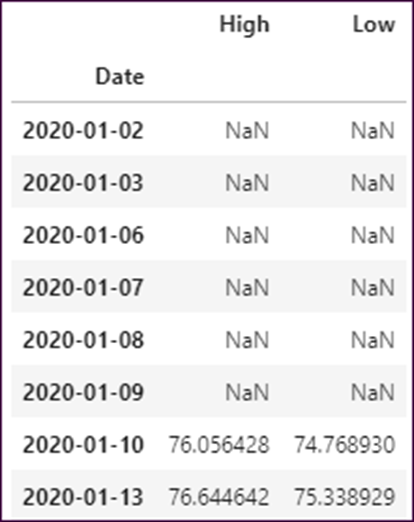 High Low
Date
2020-01-02 NaN NaN
2020-01-03 NaN NaN
2020-01-06 NaN NaN
2020-01-07 NaN NaN
2020-01-08 NaN NaN
2020-01-09 NaN NaN
2020-01-10 76.056428 74.768930
2020-01-13 76.644642 75.338929